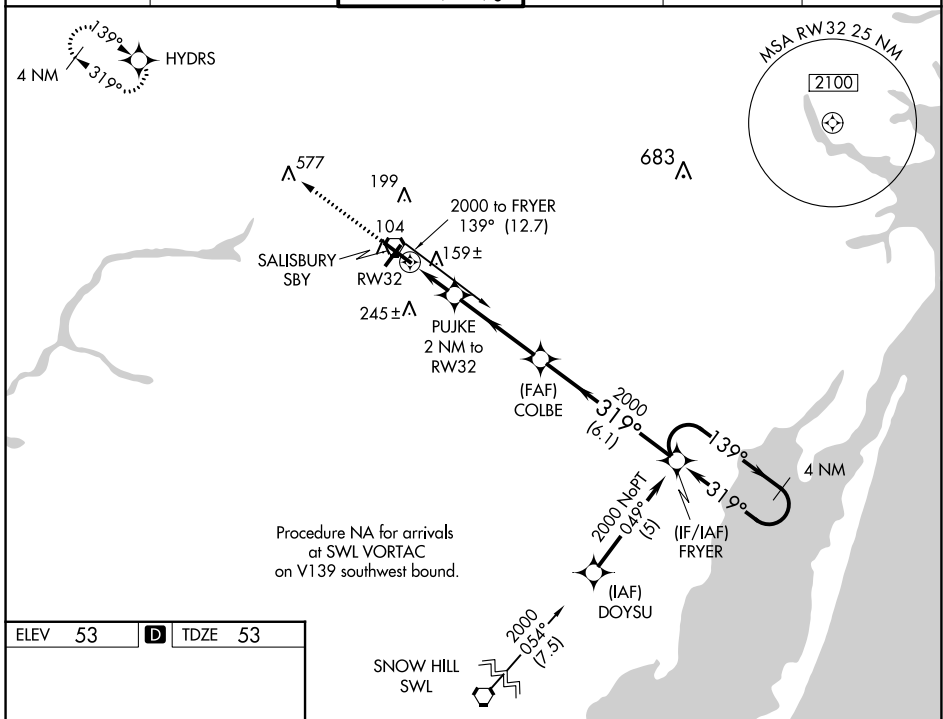 139°
HYDRS
4 NM
319°
MSA RW32 25 NM
2100
577
199
683
2000 to FRYER
139° (12.7)
104
159±
SALISBURY
SBY
RW32
245±
PUJKE
2 NM to
RW32
(FAF)
COLBE
2000
319°
(6.1)
139°
4 NM
319°
2000 NoPT
049°
(5)
(IF/IAF)
FRYER
Procedure NA for arrivals
at SWL VORTAC
on V139 southwest bound.
(IAF)
DOYSU
2000
054°
(7.5)
SNOW HILL
SWL
ELEV 53 D TDZE 53